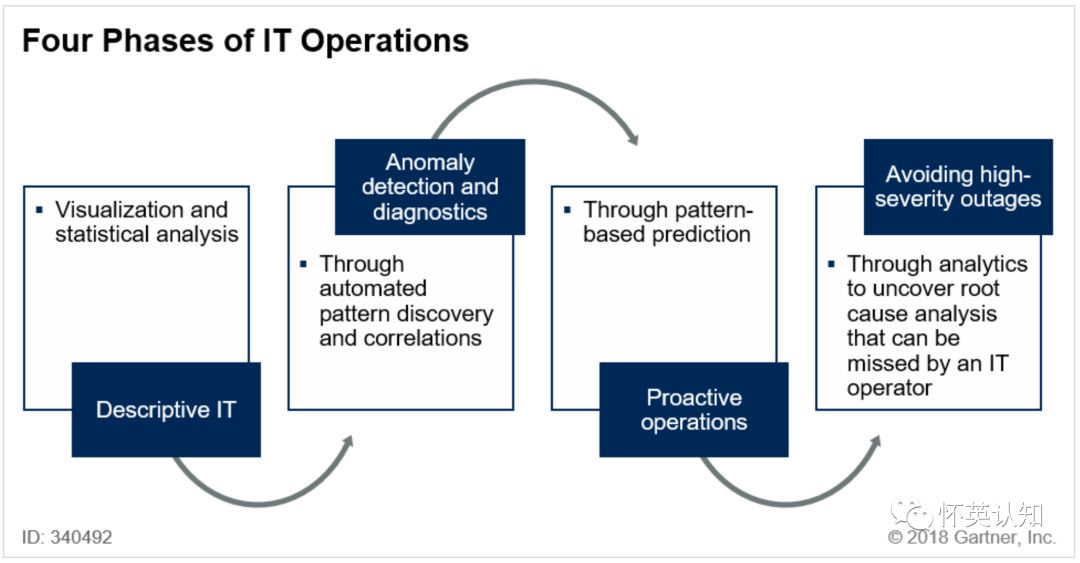 Four Phases of IT Operations
▪ Visualization and
statistical analysis
Descriptive IT
Anomaly
detection and
diagnostics
▪ Through
automated
pattern discovery
and correlations
▪ Through pattern-
based prediction
Proactive
operations
Avoiding high-
severity outages
▪ Through analytics
to uncover root
cause analysis
that can be
missed by an IT
operator
怀英认知
ID: 340492
© 2018 Gartner, Inc.